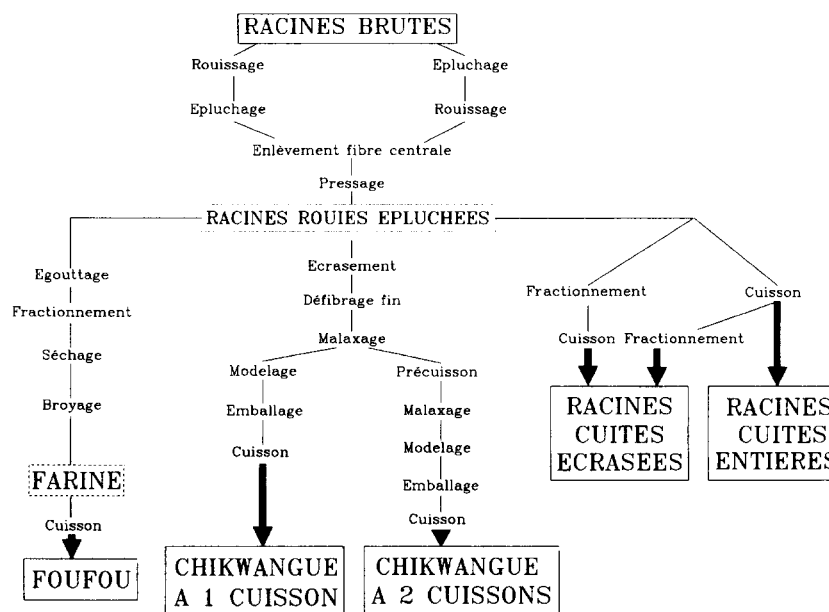 RACINES BRUTES
Rouissage Epluchage
Epluchage Rouissage
Enlèvement fibre centrale
Pressage
RACINES ROUIES EPLUCHEES
Egouttage
Fractionnement
Séchage
Broyage
FARINE
Cuisson
FOUFOU
Ecrasement
Défibrage fin
Malaxage
Modelage
Emballage
Cuisson
CHIKWANGUE
A 1 CUISSON
Précuisson
Malaxage
Modelage
Emballage
Cuisson
CHIKWANGUE
A 2 CUISSONS
Fractionnement
Cuisson
Cuisson
Fractionnement
RACINES
CUITES
ECRASEES
RACINES
CUITES
ENTIERES